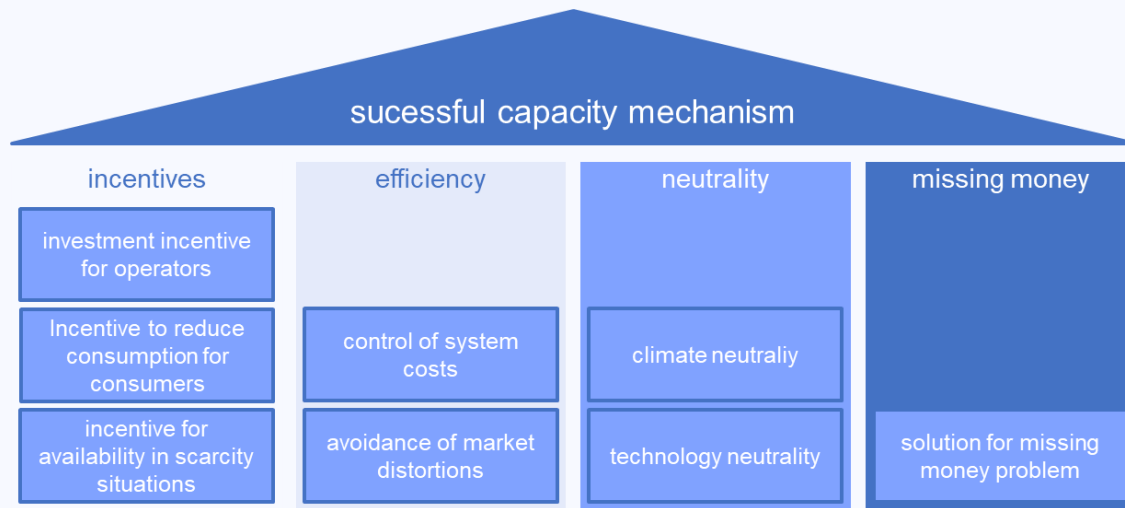 sucessful capacity mechanism
incentives
investment incentive
for operators
Incentive to reduce
consumption for
consumers
incentive for
availability in scarcity
situations
efficiency
control of system
costs
avoidance of market
distortions
neutrality
climate neutraliy
technology neutrality
missing money
solution for missing
money problem